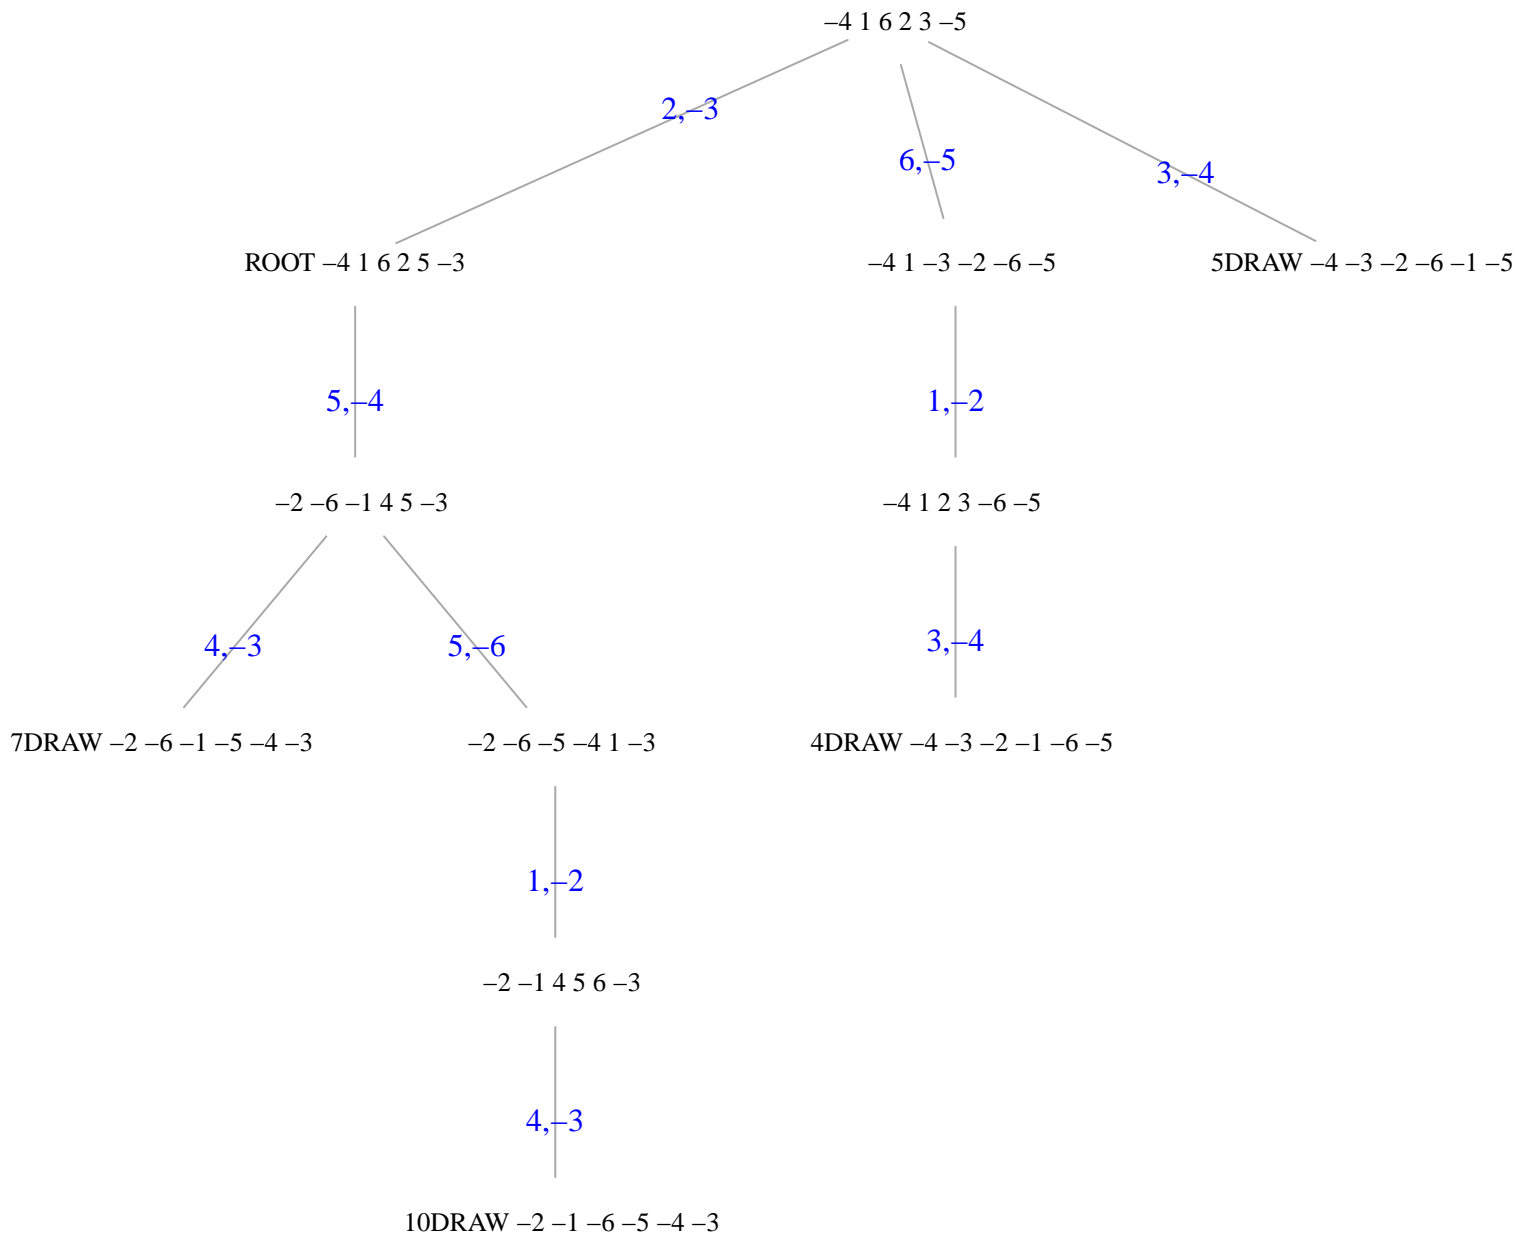 –4 1 6 2 3 –5
2,–3
6,–5
3,–4
ROOT –4 1 6 2 5 –3
–4 1 –3 –2 –6 –5
5DRAW –4 –3 –2 –6 –1 –5
5,–4
1,–2
–2 –6 –1 4 5 –3
–4 1 2 3 –6 –5
4,–3
5,–6
3,–4
7DRAW –2 –6 –1 –5 –4 –3
–2 –6 –5 –4 1 –3
4DRAW –4 –3 –2 –1 –6 –5
1,–2
–2 –1 4 5 6 –3
4,–3
10DRAW –2 –1 –6 –5 –4 –3